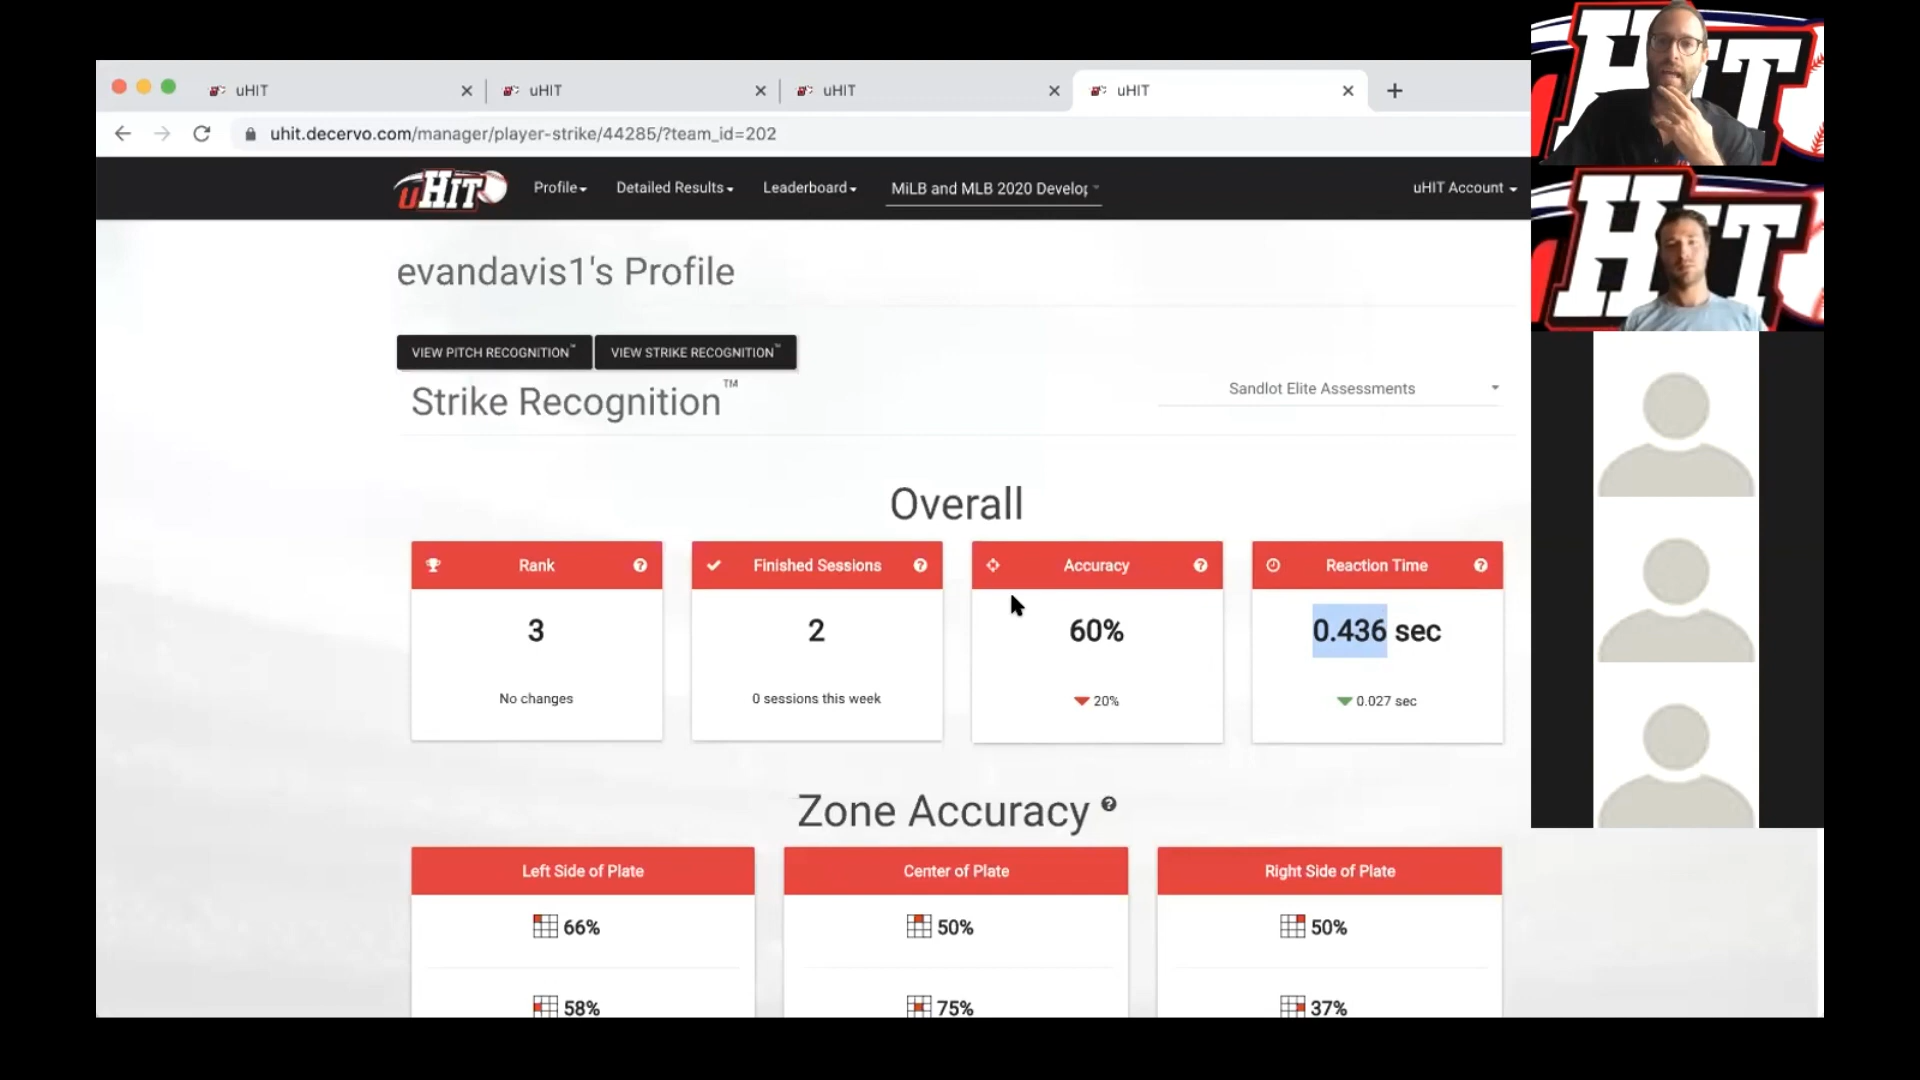 uHIT
uHIT
uHIT
uHIT
uhit.decervo.com/manager/player-strike/44285/?team_id=202
uHIT
Profile
Detailed Results
Leaderboard
MiLB and MLB 2020 Develop
uHIT Account
evandavis1's Profile
VIEW PITCH RECOGNITION™
VIEW STRIKE RECOGNITION™
Strike Recognition™
Sandlot Elite Assessments
Overall
Rank
3
No changes
Finished Sessions
2
0 sessions this week
Accuracy
60%
20%
Reaction Time
0.436 sec
0.027 sec
Zone Accuracy
Left Side of Plate
66%
58%
Center of Plate
50%
75%
Right Side of Plate
50%
37%